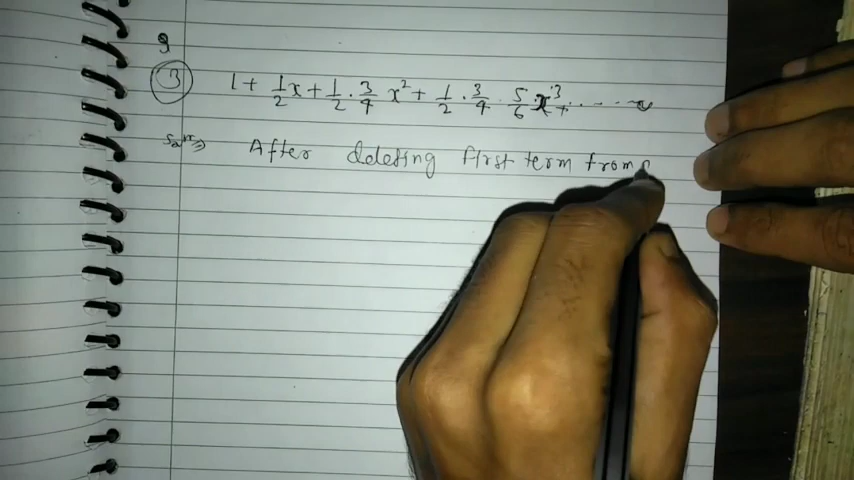 9
3 1 + 1/2 x + 1/2 . 3/4 x² + 1/2 . 3/4 . 5/6 x³ + .......
After deleting first term from